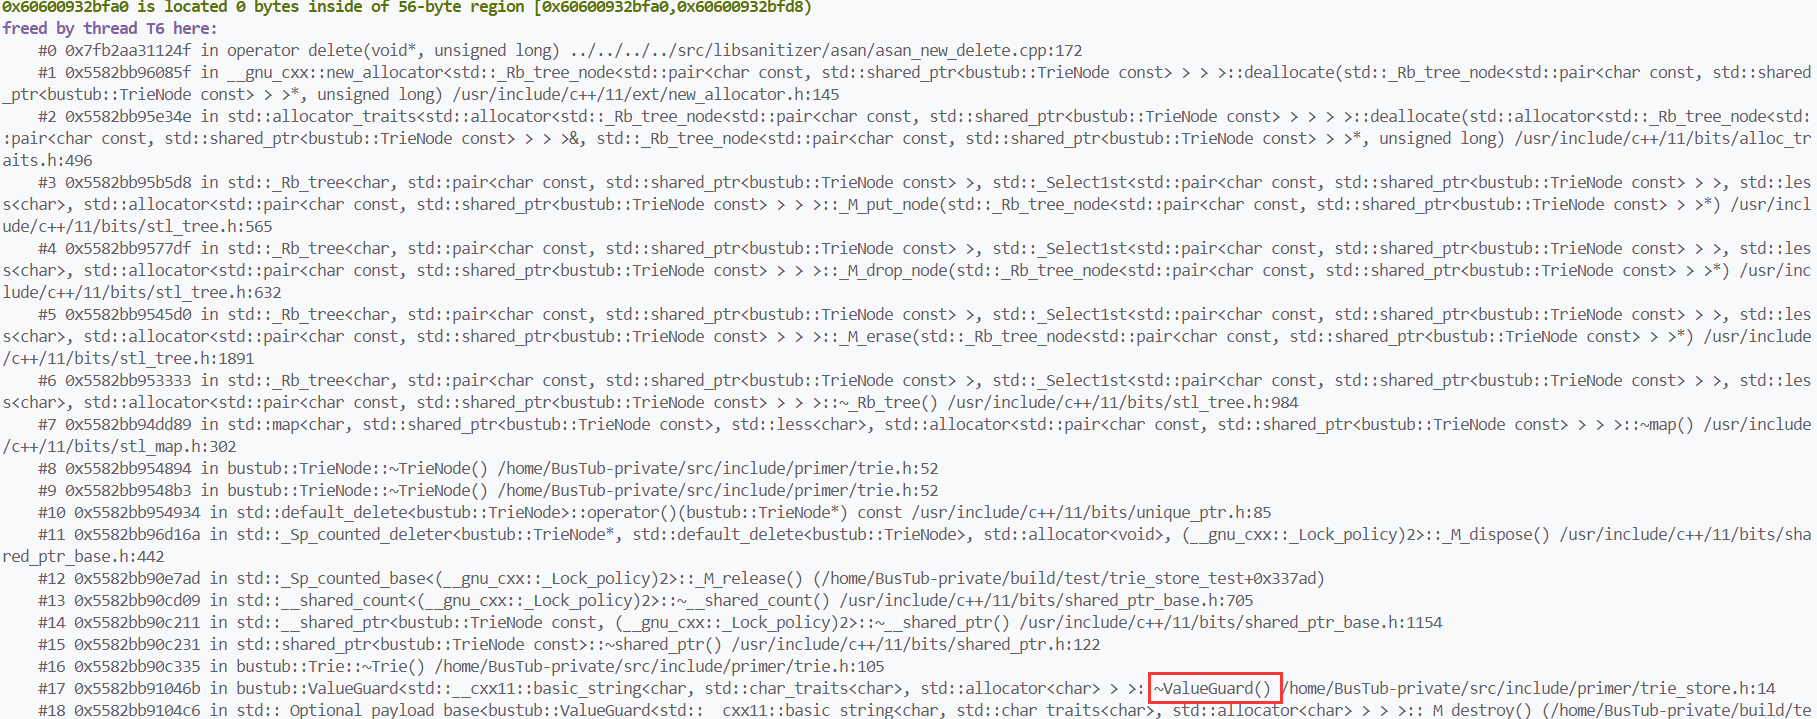 0x60600932bfa0 is located 0 bytes inside of 56-byte region [0x60600932bfa0,0x60600932bfd8)
freed by thread T6 here:
#0 0x7fb2aa31124f in operator delete(void*, unsigned long) ../../../../src/libsanitizer/asan/asan_new_delete.cpp:172
#1 0x5582bb96085f in __gnu_cxx::new_allocator<std::_Rb_tree_node<std::pair<char const, std::shared_ptr<bustub::TrieNode const> > > >::deallocate(std::_Rb_tree_node<std::pair<char const, std::shared
_ptr<bustub::TrieNode const> > >*, unsigned long) /usr/include/c++/11/ext/new_allocator.h:145
#2 0x5582bb95e34e in std::allocator_traits<std::allocator<std::_Rb_tree_node<std::pair<char const, std::shared_ptr<bustub::TrieNode const> > > > >::deallocate(std::allocator<std::_Rb_tree_node<std:
:pair<char const, std::shared_ptr<bustub::TrieNode const> > > >&, std::_Rb_tree_node<std::pair<char const, std::shared_ptr<bustub::TrieNode const> > >*, unsigned long) /usr/include/c++/11/bits/alloc_tr
aits.h:496
#3 0x5582bb95b5d8 in std::_Rb_tree<char, std::pair<char const, std::shared_ptr<bustub::TrieNode const> >, std::_Select1st<std::pair<char const, std::shared_ptr<bustub::TrieNode const> > >, std::les
s<char>, std::allocator<std::pair<char const, std::shared_ptr<bustub::TrieNode const> > > >::_M_put_node(std::_Rb_tree_node<std::pair<char const, std::shared_ptr<bustub::TrieNode const> > >*) /usr/incl
ude/c++/11/bits/stl_tree.h:565
#4 0x5582bb9577df in std::_Rb_tree<char, std::pair<char const, std::shared_ptr<bustub::TrieNode const> >, std::_Select1st<std::pair<char const, std::shared_ptr<bustub::TrieNode const> > >, std::les
s<char>, std::allocator<std::pair<char const, std::shared_ptr<bustub::TrieNode const> > > >::_M_drop_node(std::_Rb_tree_node<std::pair<char const, std::shared_ptr<bustub::TrieNode const> > >*) /usr/inc
lude/c++/11/bits/stl_tree.h:632
#5 0x5582bb9545d0 in std::_Rb_tree<char, std::pair<char const, std::shared_ptr<bustub::TrieNode const> >, std::_Select1st<std::pair<char const, std::shared_ptr<bustub::TrieNode const> > >, std::les
s<char>, std::allocator<std::pair<char const, std::shared_ptr<bustub::TrieNode const> > > >::_M_erase(std::_Rb_tree_node<std::pair<char const, std::shared_ptr<bustub::TrieNode const> > >*) /usr/include
/c++/11/bits/stl_tree.h:1891
#6 0x5582bb953333 in std::_Rb_tree<char, std::pair<char const, std::shared_ptr<bustub::TrieNode const> >, std::_Select1st<std::pair<char const, std::shared_ptr<bustub::TrieNode const> > >, std::les
s<char>, std::allocator<std::pair<char const, std::shared_ptr<bustub::TrieNode const> > > >::~_Rb_tree() /usr/include/c++/11/bits/stl_tree.h:984
#7 0x5582bb94dd89 in std::map<char, std::shared_ptr<bustub::TrieNode const>, std::less<char>, std::allocator<std::pair<char const, std::shared_ptr<bustub::TrieNode const> > > >::~map() /usr/include
/c++/11/bits/stl_map.h:302
#8 0x5582bb954894 in bustub::TrieNode::~TrieNode() /home/BusTub-private/src/include/primer/trie.h:52
#9 0x5582bb9548b3 in bustub::TrieNode::~TrieNode() /home/BusTub-private/src/include/primer/trie.h:52
#10 0x5582bb954934 in std::default_delete<bustub::TrieNode>::operator()(bustub::TrieNode*) const /usr/include/c++/11/bits/unique_ptr.h:85
#11 0x5582bb96d16a in std::_Sp_counted_deleter<bustub::TrieNode*, std::default_delete<bustub::TrieNode>, std::allocator<void>, (__gnu_cxx::_Lock_policy)2>::_M_dispose() /usr/include/c++/11/bits/sha
red_ptr_base.h:442
#12 0x5582bb90e7ad in std::_Sp_counted_base<(__gnu_cxx::_Lock_policy)2>::_M_release() (/home/BusTub-private/build/test/trie_store_test+0x337ad)
#13 0x5582bb90cd09 in std::__shared_count<(__gnu_cxx::_Lock_policy)2>::~__shared_count() /usr/include/c++/11/bits/shared_ptr_base.h:705
#14 0x5582bb90c211 in std::__shared_ptr<bustub::TrieNode const, (__gnu_cxx::_Lock_policy)2>::~__shared_ptr() /usr/include/c++/11/bits/shared_ptr_base.h:1154
#15 0x5582bb90c231 in std::shared_ptr<bustub::TrieNode const>::~shared_ptr() /usr/include/c++/11/bits/shared_ptr.h:122
#16 0x5582bb90c335 in bustub::Trie::~Trie() /home/BusTub-private/src/include/primer/trie.h:105
#17 0x5582bb91046b in bustub::ValueGuard<std::__cxx11::basic_string<char, std::char_traits<char>, std::allocator<char> > >::~ValueGuard() /home/BusTub-private/src/include/primer/trie_store.h:14
#18 0x5582bb9104c6 in std::_Optional_payload_base<bustub::ValueGuard<std::__cxx11::basic_string<char, std::char_traits<char>, std::allocator<char> > > >::_M_destroy() (/home/BusTub-private/build/te